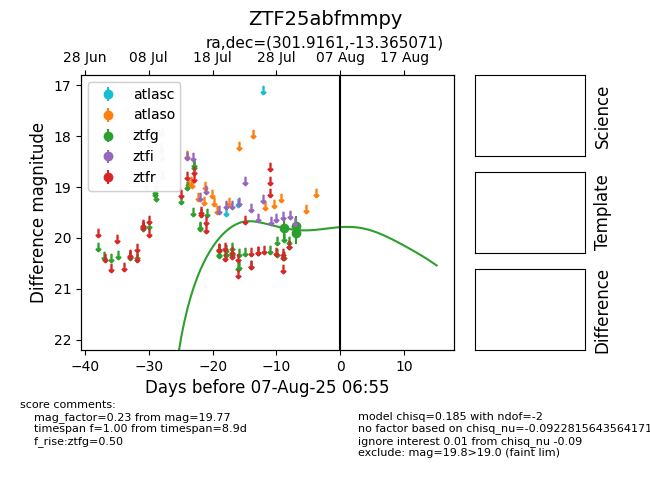 ZTF25abfmmpy
ra,dec=(301.9161,-13.365071)
28 Jun 08 Jul 18 Jul 28 Jul 07 Aug 17 Aug
17
18
19
20
21
22
Difference magnitude
atlasc
atlaso
ztfg
ztfi
ztfr
−40 −30 −20 −10 0 10
Days before 07-Aug-25 06:55
Science
Template
Difference
score comments:
mag_factor=0.23 from mag=19.77
timespan f=1.00 from timespan=8.9d
f_rise:ztfg=0.50
model chisq=0.185 with ndof=-2
no factor based on chisq_nu=-0.0922815643564171
ignore interest 0.01 from chisq_nu -0.09
exclude: mag=19.8>19.0 (faint lim)